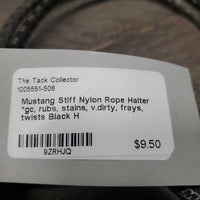 The Tack Collector
1005551-506
Mustang Stiff Nylon Rope Halter
*gc, rubs, stains, v.dirty, frays,
twists Black H
9ZRHJQ
$9.50